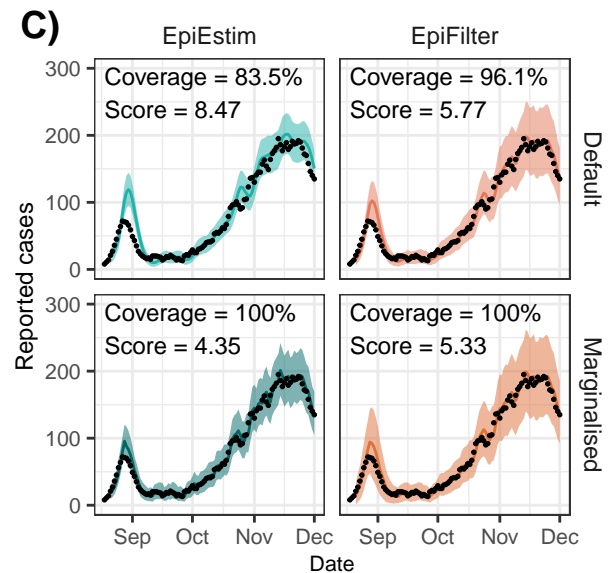 C)
EpiEstim
EpiFilter
Reported cases
300
200
100
0
Coverage = 83.5%
Score = 8.47
Coverage = 96.1%
Score = 5.77
Default
300
200
100
0
Coverage = 100%
Score = 4.35
Coverage = 100%
Score = 5.33
Marginalised
Sep
Oct
Nov
Dec
Sep
Oct
Nov
Dec
Date